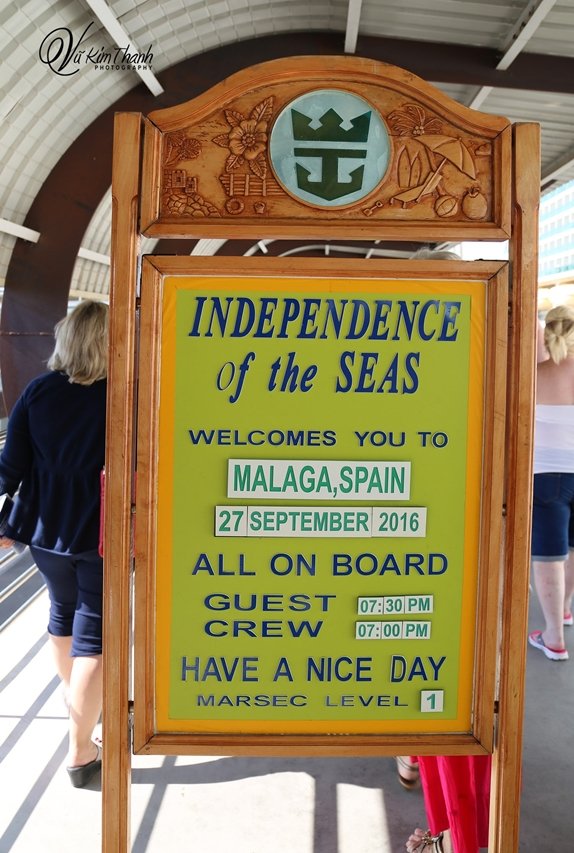 Vũ Kim Thanh
PHOTOGRAPHY
INDEPENDENCE
of the SEAS
WELCOMES YOU TO
MALAGA,SPAIN
27 SEPTEMBER 2016
ALL ON BOARD
GUEST 07:30 PM
CREW 07:00 PM
HAVE A NICE DAY
MARSEC LEVEL 1